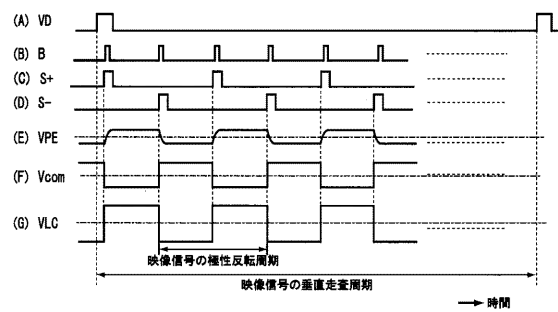 (A) VD
(B) B
(C) S+
(D) S-
(E) VPE
(F) Vcom
(G) VLC
映像信号の極性反転周期
映像信号の垂直走査周期
時間